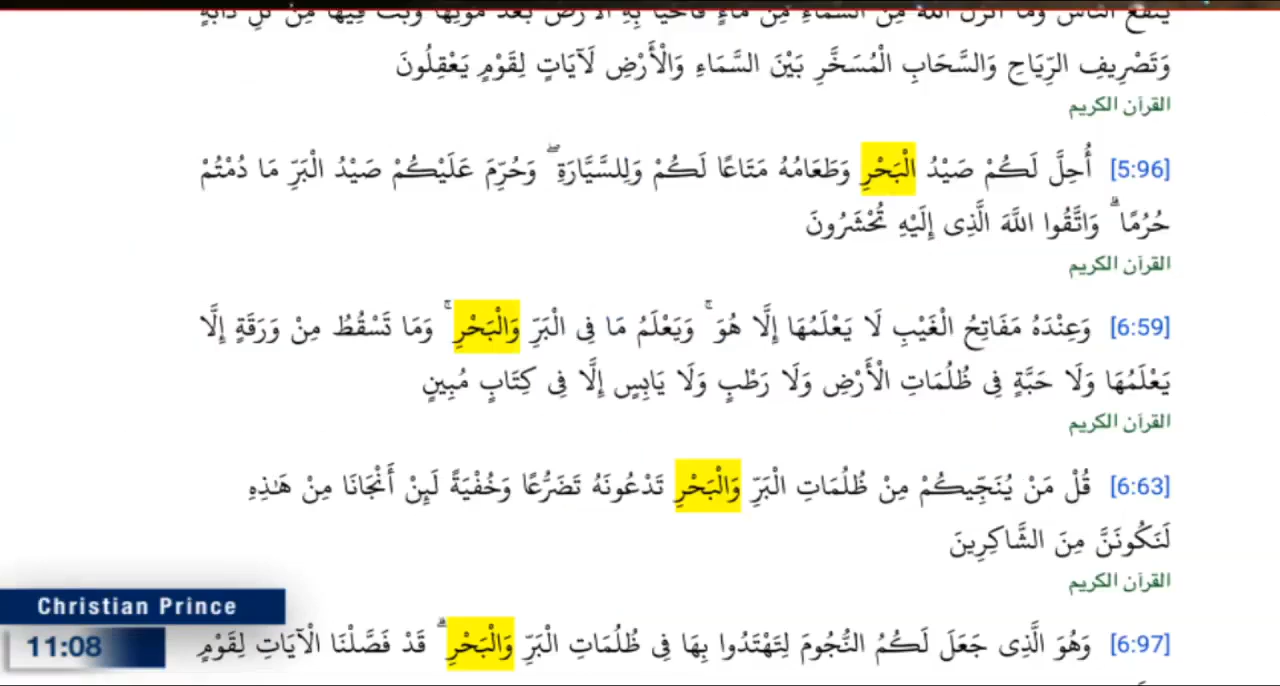 وَتَصْرِيفِ الرِّيَاحِ وَالسَّحَابِ الْمُسَخَّرِ بَيْنَ السَّمَاءِ وَالْأَرْضِ لَآيَاتٍ لِقَوْمٍ يَعْقِلُونَ
القرآن الكريم
[5:96] أُحِلَّ لَكُمْ صَيْدُ الْبَحْرِ وَطَعَامُهُ مَتَاعًا لَكُمْ وَلِلسَّيَّارَةِ ۖ وَحُرِّمَ عَلَيْكُمْ صَيْدُ الْبَرِّ مَا دُمْتُمْ
حُرُمًا ۗ وَاتَّقُوا اللَّهَ الَّذِى إِلَيْهِ تُحْشَرُونَ
القرآن الكريم
[6:59] وَعِنْدَهُ مَفَاتِحُ الْغَيْبِ لَا يَعْلَمُهَا إِلَّا هُوَ ۚ وَيَعْلَمُ مَا فِى الْبَرِّ وَالْبَحْرِ ۚ وَمَا تَسْقُطُ مِنْ وَرَقَةٍ إِلَّا
يَعْلَمُهَا وَلَا حَبَّةٍ فِى ظُلُمَاتِ الْأَرْضِ وَلَا رَطْبٍ وَلَا يَابِسٍ إِلَّا فِى كِتَابٍ مُبِينٍ
القرآن الكريم
[6:63] قُلْ مَنْ يُنَجِّيكُمْ مِنْ ظُلُمَاتِ الْبَرِّ وَالْبَحْرِ تَدْعُونَهُ تَضَرُّعًا وَخُفْيَةً لَئِنْ أَنْجَانَا مِنْ هَٰذِهِ
لَنَكُونَنَّ مِنَ الشَّاكِرِينَ
القرآن الكريم
Christian Prince
11:08
[6:97] وَهُوَ الَّذِى جَعَلَ لَكُمُ النُّجُومَ لِتَهْتَدُوا بِهَا فِى ظُلُمَاتِ الْبَرِّ وَالْبَحْرِ ۗ قَدْ فَصَّلْنَا الْآيَاتِ لِقَوْمٍ